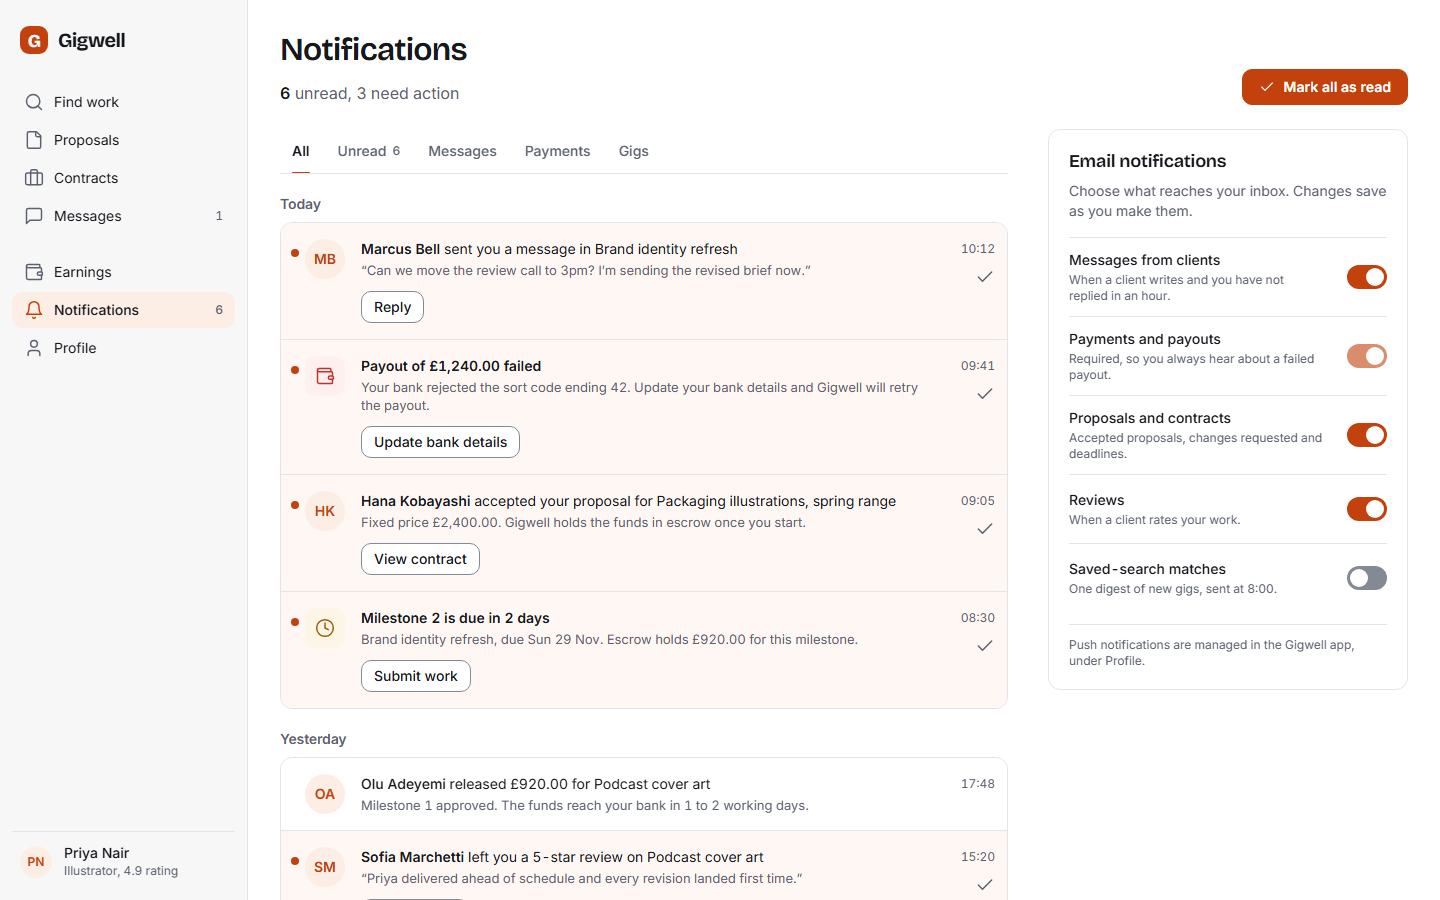 G Gigwell
Find work
Proposals
Contracts
Messages 1
Earnings
Notifications 6
Profile
PN
Priya Nair
Illustrator, 4.9 rating
Notifications
6 unread, 3 need action
Mark all as read
All Unread 6 Messages Payments Gigs
Today
MB
Marcus Bell sent you a message in Brand identity refresh 10:12
“Can we move the review call to 3pm? I’m sending the revised brief now.”
Reply
Payout of £1,240.00 failed 09:41
Your bank rejected the sort code ending 42. Update your bank details and Gigwell will retry
the payout.
Update bank details
HK
Hana Kobayashi accepted your proposal for Packaging illustrations, spring range 09:05
Fixed price £2,400.00. Gigwell holds the funds in escrow once you start.
View contract
Milestone 2 is due in 2 days 08:30
Brand identity refresh, due Sun 29 Nov. Escrow holds £920.00 for this milestone.
Submit work
Yesterday
OA
Olu Adeyemi released £920.00 for Podcast cover art 17:48
Milestone 1 approved. The funds reach your bank in 1 to 2 working days.
SM
Sofia Marchetti left you a 5-star review on Podcast cover art 15:20
“Priya delivered ahead of schedule and every revision landed first time.”
Email notifications
Choose what reaches your inbox. Changes save
as you make them.
Messages from clients
When a client writes and you have not
replied in an hour.
Payments and payouts
Required, so you always hear about a failed
payout.
Proposals and contracts
Accepted proposals, changes requested and
deadlines.
Reviews
When a client rates your work.
Saved-search matches
One digest of new gigs, sent at 8:00.
Push notifications are managed in the Gigwell app,
under Profile.